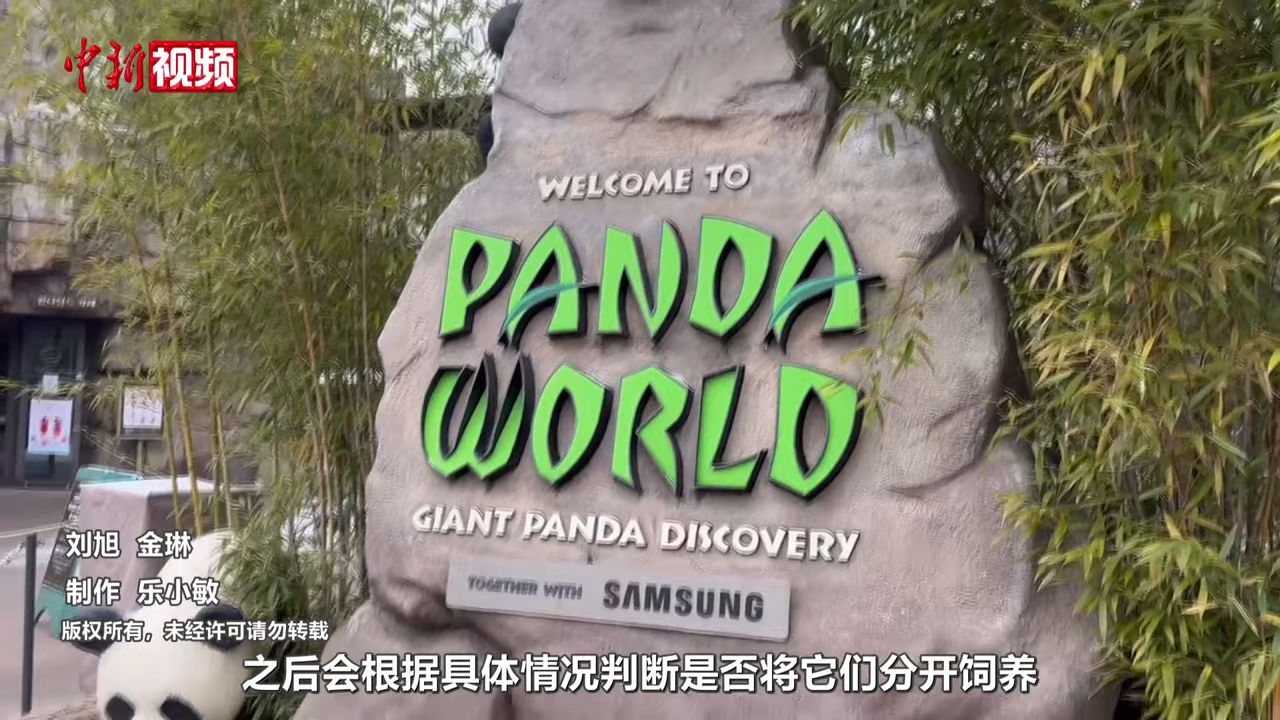 中新视频
WELCOME TO
PANDA
WORLD
GIANT PANDA DISCOVERY
TOGETHER WITH SAMSUNG
刘旭 金琳
制作 乐小敏
版权所有，未经许可请勿转载
之后会根据具体情况判断是否将它们分开饲养